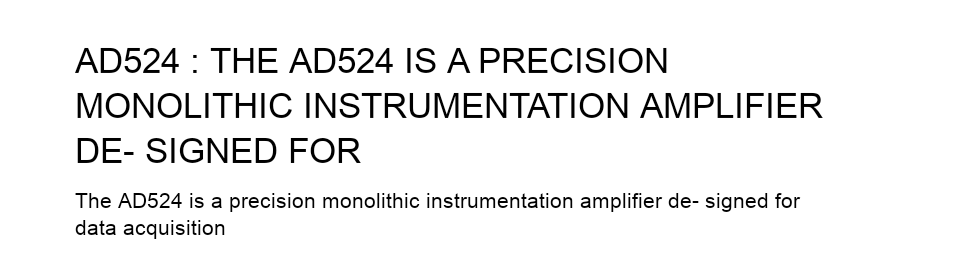 AD524 : THE AD524 IS A PRECISION
MONOLITHIC INSTRUMENTATION AMPLIFIER
DE- SIGNED FOR
The AD524 is a precision monolithic instrumentation amplifier de- signed for
data acquisition